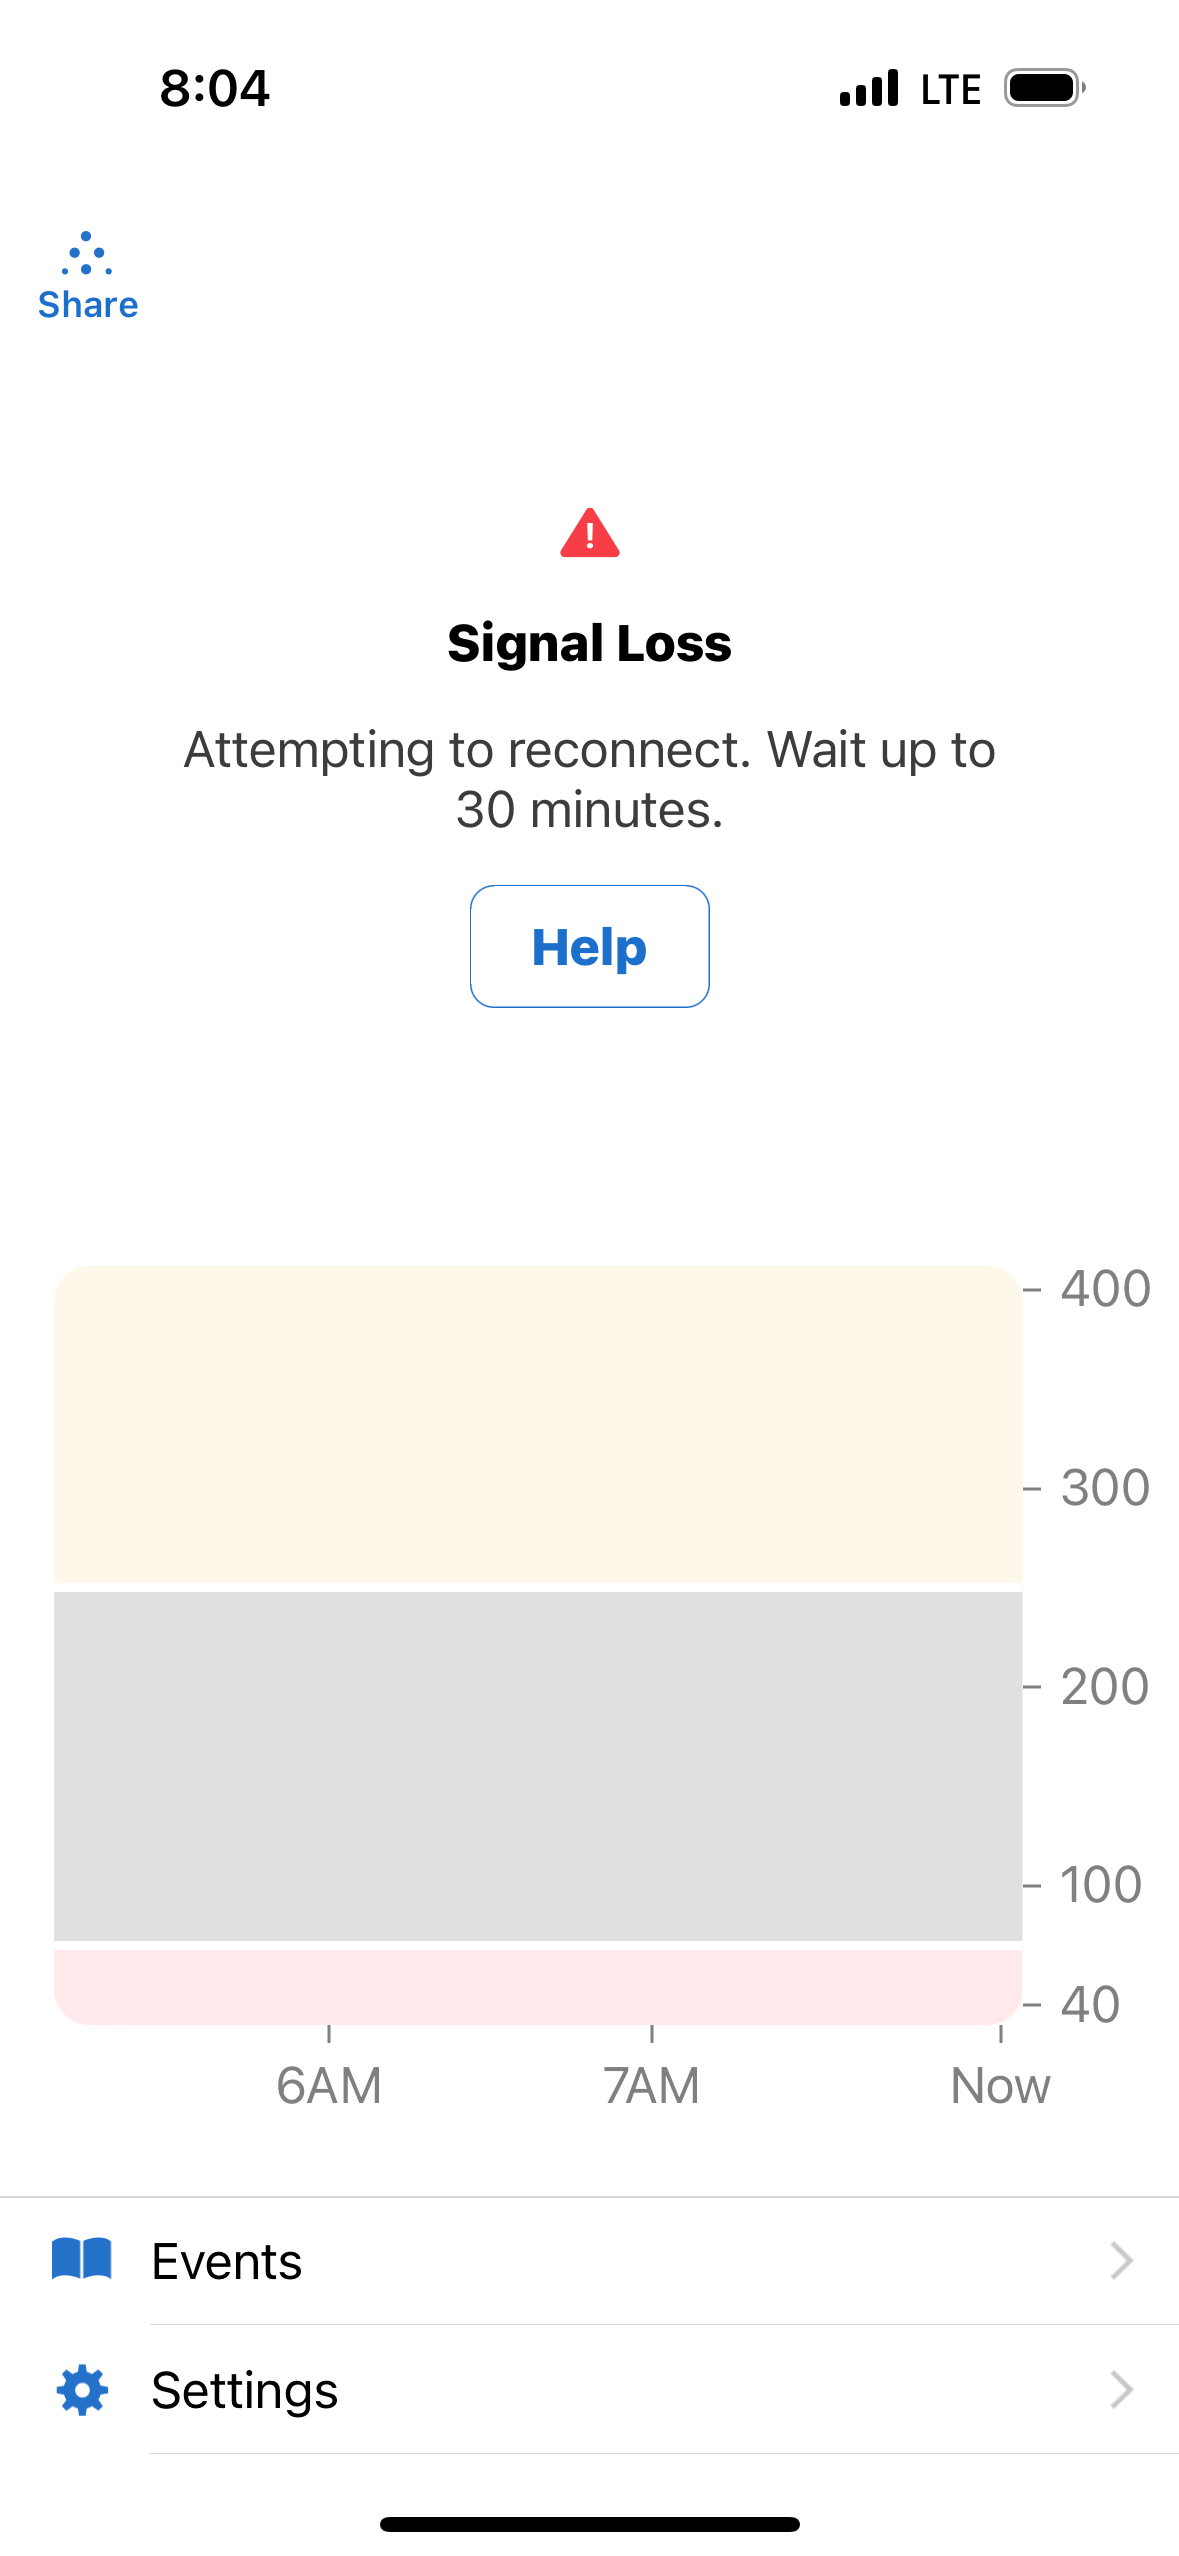 8:04
LTE
Share
Signal Loss
Attempting to reconnect. Wait up to
30 minutes.
Help
400
300
200
100
40
6AM 7AM Now
Events
Settings